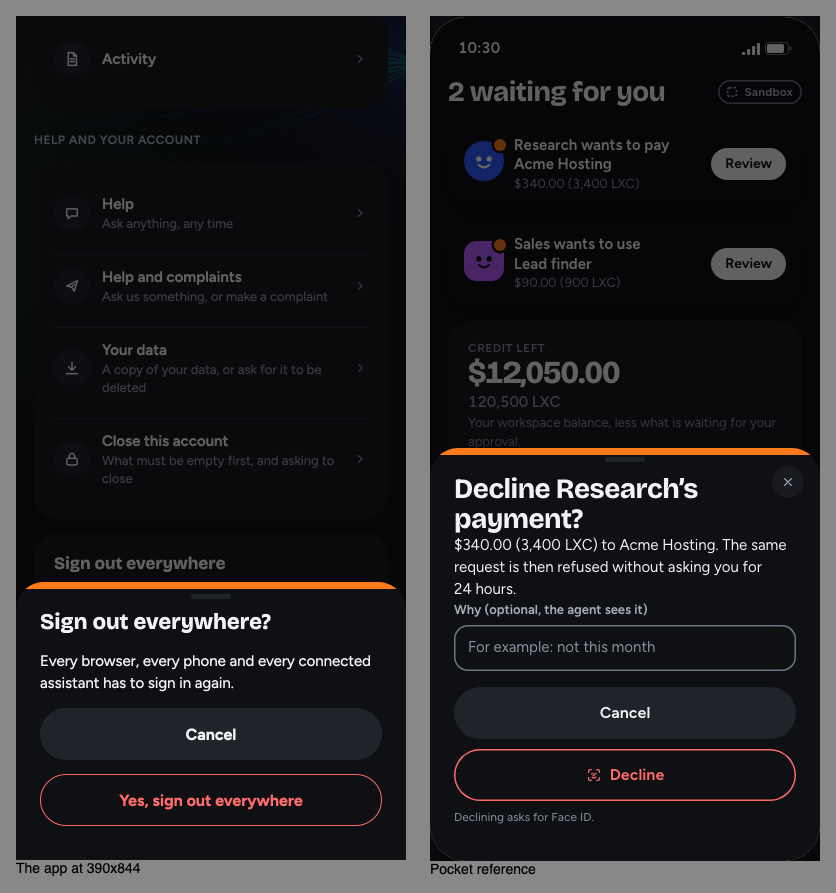 Activity
HELP AND YOUR ACCOUNT
Help
Ask anything, any time
Help and complaints
Ask us something, or make a complaint
Your data
A copy of your data, or ask for it to be
deleted
Close this account
What must be empty first, and asking to
close
Sign out everywhere
Sign out everywhere?
Every browser, every phone and every connected
assistant has to sign in again.
Cancel
Yes, sign out everywhere
The app at 390x844
10:30
2 waiting for you
Sandbox
Research wants to pay
Acme Hosting
$340.00 (3,400 LXC)
Review
Sales wants to use
Lead finder
$90.00 (900 LXC)
Review
CREDIT LEFT
$12,050.00
120,500 LXC
Your workspace balance, less what is waiting for your
approval.
Decline Research’s
payment?
$340.00 (3,400 LXC) to Acme Hosting. The same
request is then refused without asking you for
24 hours.
Why (optional, the agent sees it)
For example: not this month
Cancel
Decline
Declining asks for Face ID.
Pocket reference